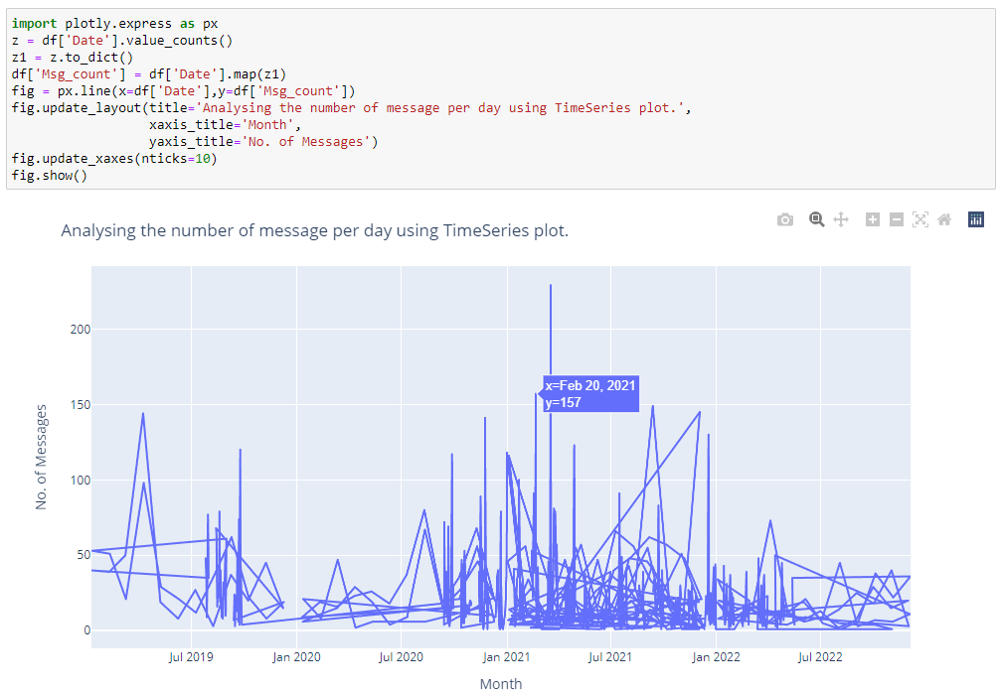 import plotly.express as px
z = df['Date'].value_counts()
z1 = z.to_dict()
df['Msg_count'] = df['Date'].map(z1)
fig = px.line(x=df['Date'],y=df['Msg_count'])
fig.update_layout(title='Analysing the number of message per day using TimeSeries plot.',
xaxis_title='Month',
yaxis_title='No. of Messages')
fig.update_xaxes(nticks=10)
fig.show()
Analysing the number of message per day using TimeSeries plot.
200
150
100
50
0
No. of Messages
x=Feb 20, 2021
y=157
Jul 2019
Jan 2020
Jul 2020
Jan 2021
Jul 2021
Jan 2022
Jul 2022
Month